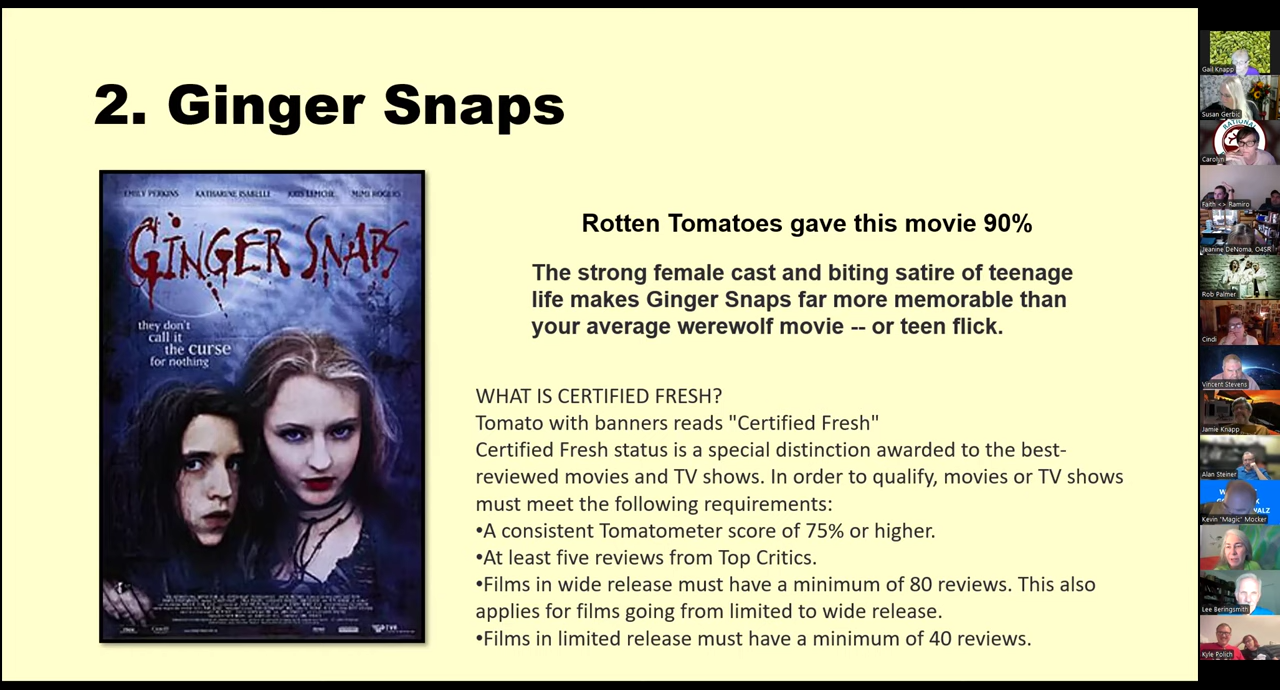 2. Ginger Snaps
EMILY PERKINS KATHARINE ISABELLE KRIS LEMCHE MIMI ROGERS
GINGER SNAPS
they don't
call it
the curse
for nothing
Rotten Tomatoes gave this movie 90%
The strong female cast and biting satire of teenage
life makes Ginger Snaps far more memorable than
your average werewolf movie -- or teen flick.
WHAT IS CERTIFIED FRESH?
Tomato with banners reads "Certified Fresh"
Certified Fresh status is a special distinction awarded to the best-
reviewed movies and TV shows. In order to qualify, movies or TV shows
must meet the following requirements:
•A consistent Tomatometer score of 75% or higher.
•At least five reviews from Top Critics.
•Films in wide release must have a minimum of 80 reviews. This also
applies for films going from limited to wide release.
•Films in limited release must have a minimum of 40 reviews.
Gail Knapp
Susan Gerbic
RATIONAL
Carolyn
Faith <> Ramiro
Jeanine DeNoma, O4SR
Rob Palmer
Cindi
Vincent Stevens
Jamie Knapp
Alan Steiner
WALZ
Kevin "Magic" Mocker
Lee Beringsmith
Kyle Polich